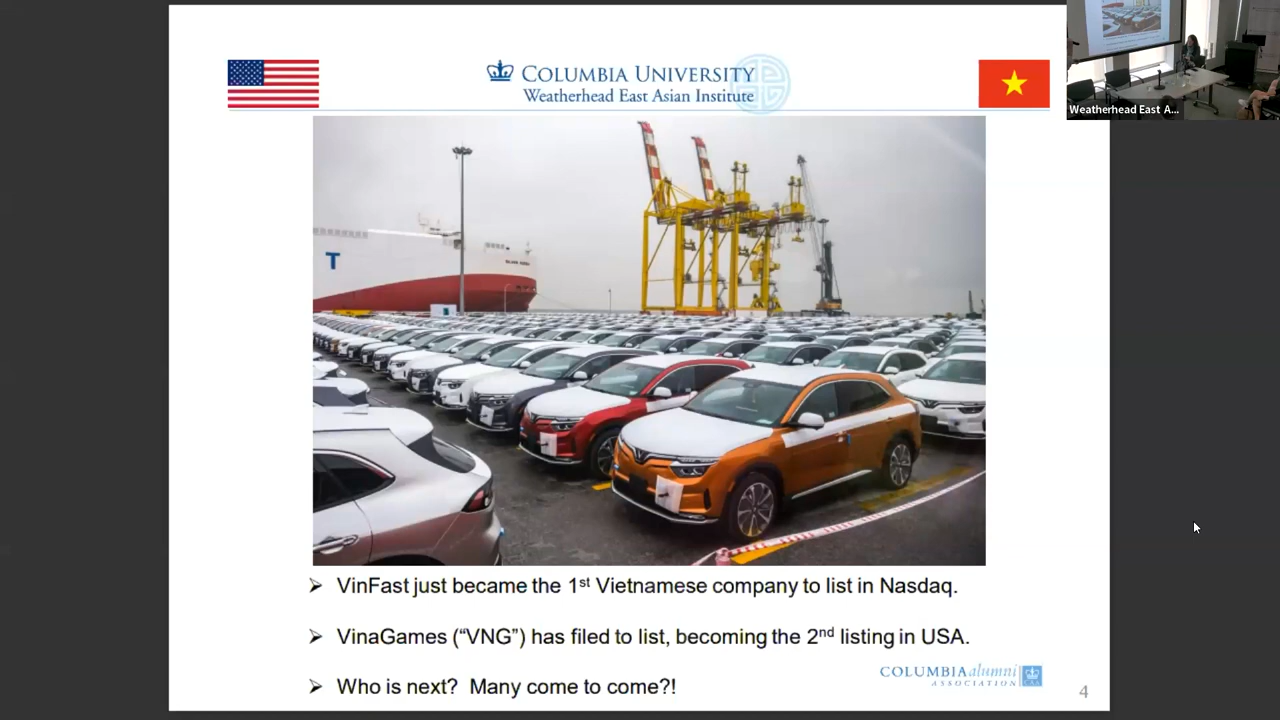 COLUMBIA UNIVERSITY
Weatherhead East Asian Institute
Weatherhead East A...
T
➢ VinFast just became the 1st Vietnamese company to list in Nasdaq.
➢ VinaGames (“VNG”) has filed to list, becoming the 2nd listing in USA.
➢ Who is next? Many come to come?!
COLUMBIA alumni
ASSOCIATION
4